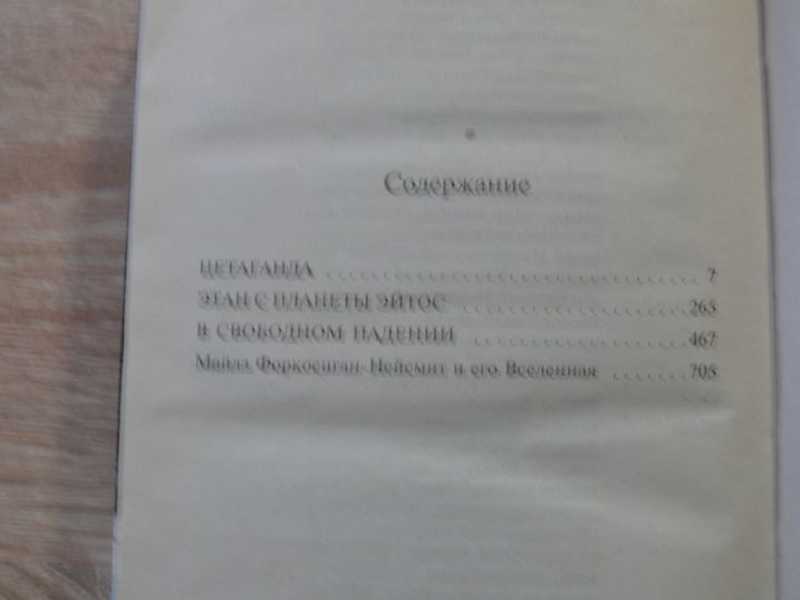 Содержание
ЦЕТАГАНДА . . . . . . . . . . . . . . . . . . . . . . . . . . . . . . . . 7
ЭТАН С ПЛАНЕТЫ ЭЙТОС . . . . . . . . . . . . . . . . . . . . 265
В СВОБОДНОМ ПАДЕНИИ . . . . . . . . . . . . . . . . . . . 467
Майлз Форкосиган-Нейсмит и его Вселенная . . . . . . . 705